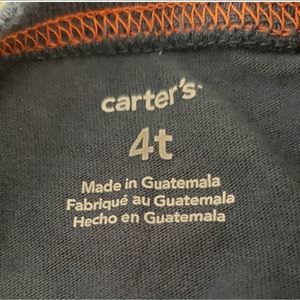 carter's
4t
Made in Guatemala
Fabriqué au Guatemala
Hecho en Guatemala